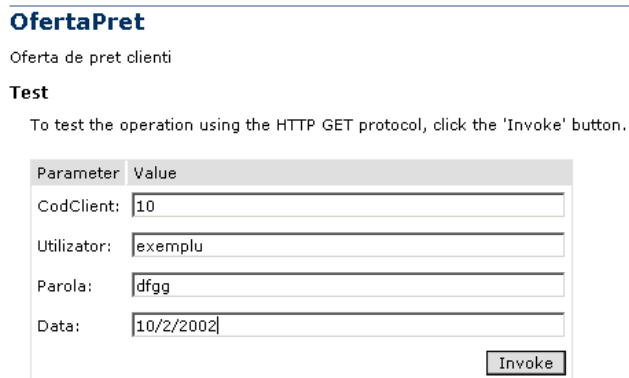 OfertaPret
Oferta de pret clienti
Test
To test the operation using the HTTP GET protocol, click the 'Invoke' button.
Parameter Value
CodClient: 10
Utilizator: exemplu
Parola: dfgg
Data: 10/2/2002
Invoke